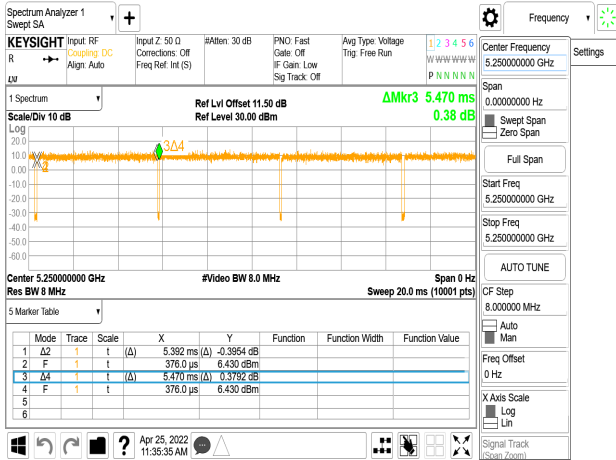 Spectrum Analyzer 1
Swept SA
Frequency
Settings
KEYSIGHT
R
Input: RF
Coupling: DC
Align: Auto
Input Z: 50 Ω
Corrections: Off
Freq Ref: Int (S)
#Atten: 30 dB
PNO: Fast
Gate: Off
IF Gain: Low
Sig Track: Off
Avg Type: Voltage
Trig: Free Run
1 2 3 4 5 6
W W W W W W
P N N N N N
LXI
1 Spectrum
Scale/Div 10 dB
Ref Lvl Offset 11.50 dB
Ref Level 30.00 dBm
ΔMkr3 5.470 ms
0.38 dB
Log
20.0
10.0
0.00
-10.0
-20.0
-30.0
-40.0
-50.0
-60.0
3Δ4
2
Center 5.250000000 GHz
Res BW 8 MHz
#Video BW 8.0 MHz
Span 0 Hz
Sweep 20.0 ms (10001 pts)
5 Marker Table
Mode Trace Scale X Y Function Function Width Function Value
1 Δ2 1 t (Δ) 5.392 ms (Δ) -0.3954 dB
2 F 1 t 376.0 µs 6.430 dBm
3 Δ4 1 t (Δ) 5.470 ms (Δ) 0.3792 dB
4 F 1 t 376.0 µs 6.430 dBm
5
6
?
Apr 25, 2022
11:35:35 AM
Center Frequency
5.250000000 GHz
Span
0.00000000 Hz
Swept Span
Zero Span
Full Span
Start Freq
5.250000000 GHz
Stop Freq
5.250000000 GHz
AUTO TUNE
CF Step
8.000000 MHz
Auto
Man
Freq Offset
0 Hz
X Axis Scale
Log
Lin
Signal Track
(Span Zoom)